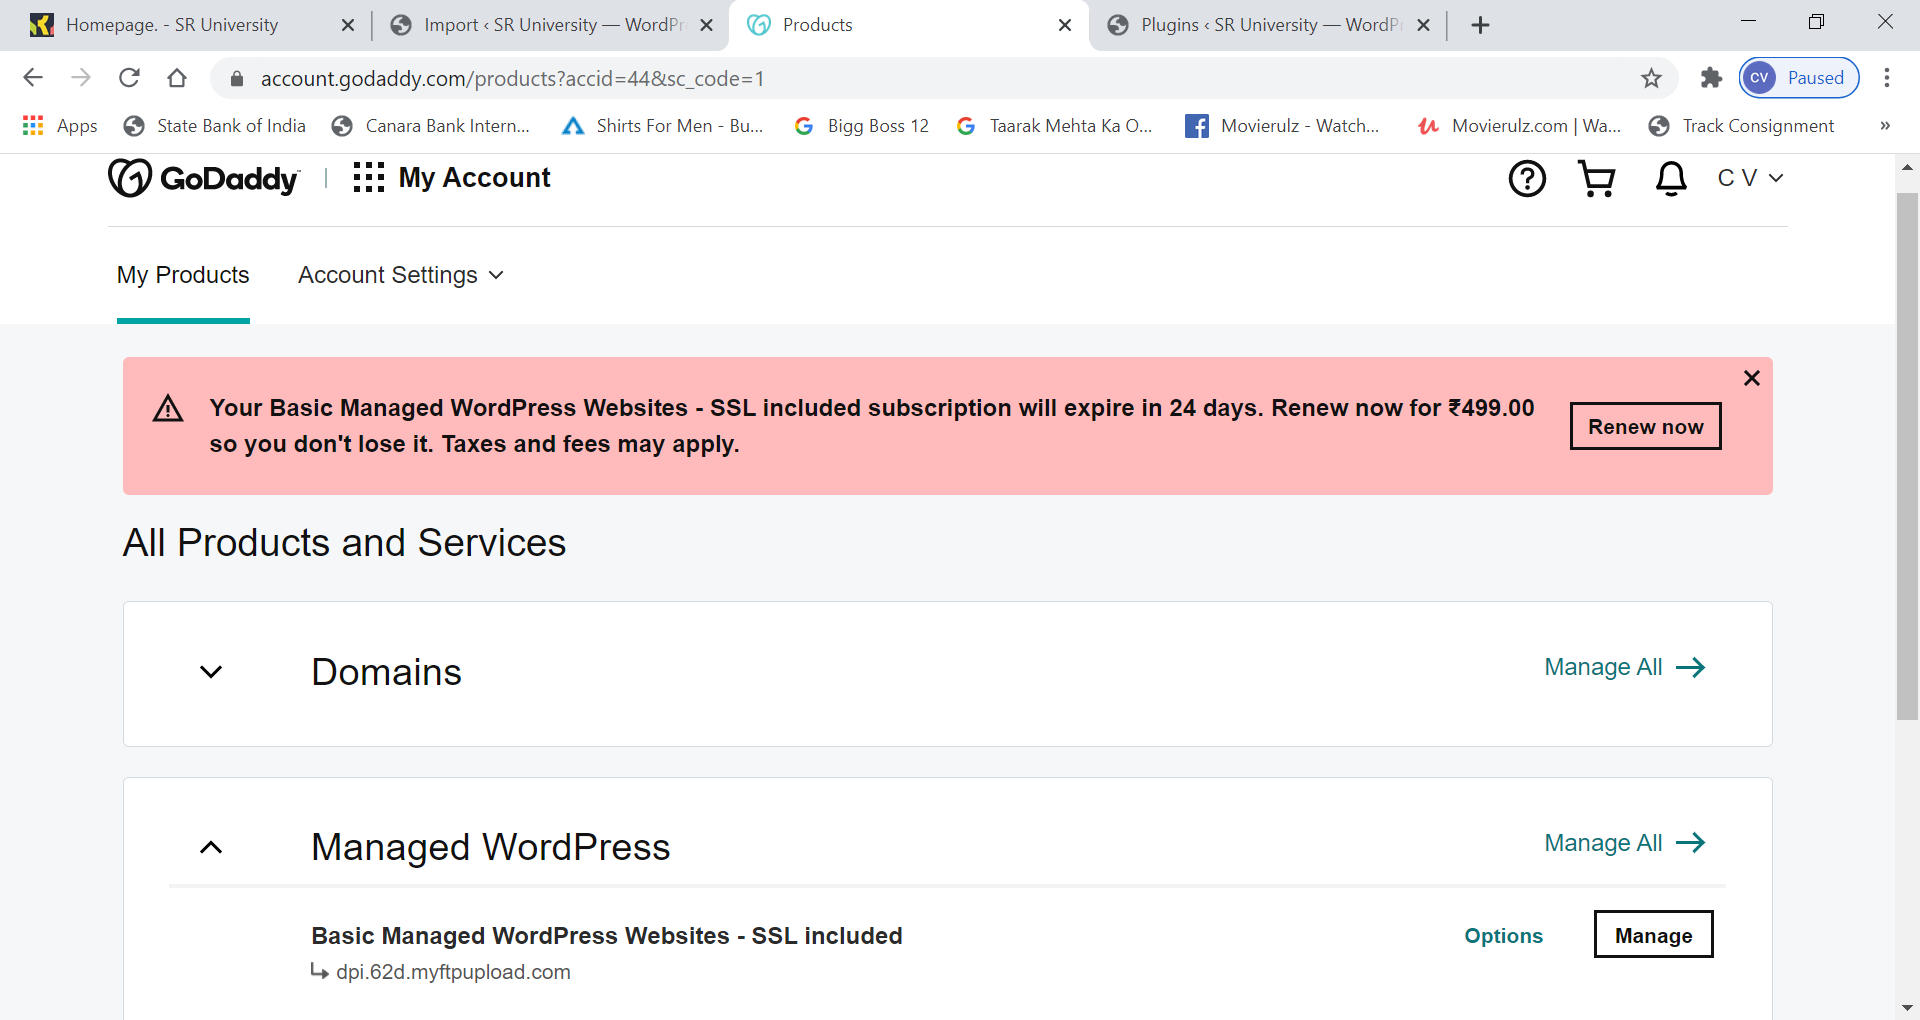 Homepage. - SR University
Import ‹ SR University — WordPr
Products
Plugins ‹ SR University — WordP
account.godaddy.com/products?accid=44&sc_code=1
CV Paused
Apps
State Bank of India
Canara Bank Intern...
Shirts For Men - Bu...
Bigg Boss 12
Taarak Mehta Ka O...
Movierulz - Watch...
Movierulz.com | Wa...
Track Consignment
»
GoDaddy
My Account
C V
My Products
Account Settings
Your Basic Managed WordPress Websites - SSL included subscription will expire in 24 days. Renew now for ₹499.00
so you don't lose it. Taxes and fees may apply.
Renew now
All Products and Services
Domains
Manage All
Managed WordPress
Manage All
Basic Managed WordPress Websites - SSL included
Options
Manage
dpi.62d.myftpupload.com